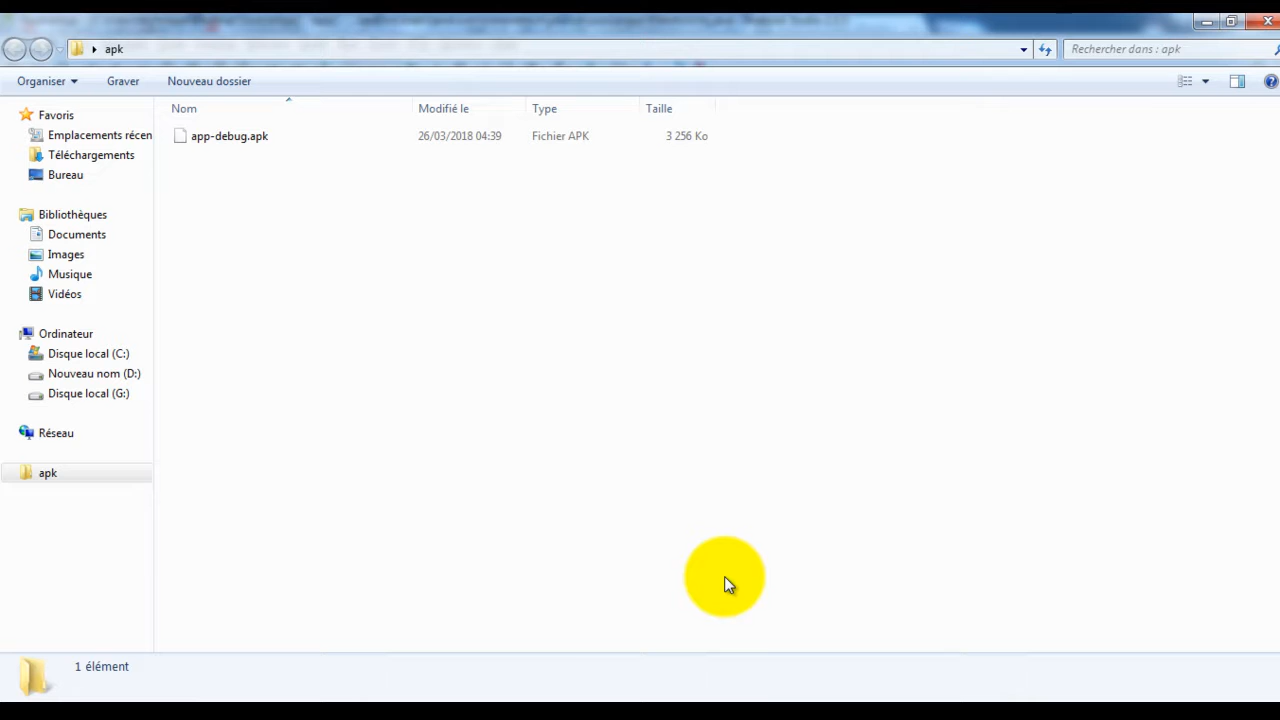 apk
Rechercher dans : apk
Organiser
Graver
Nouveau dossier
Nom
Modifié le
Type
Taille
app-debug.apk
26/03/2018 04:39
Fichier APK
3 256 Ko
Favoris
Emplacements récen
Téléchargements
Bureau
Bibliothèques
Documents
Images
Musique
Vidéos
Ordinateur
Disque local (C:)
Nouveau nom (D:)
Disque local (G:)
Réseau
apk
1 élément